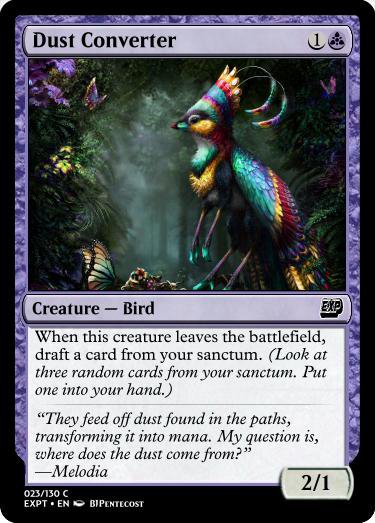 Dust Converter 1
Creature — Bird EXP
When this creature leaves the battlefield,
draft a card from your sanctum. (Look at
three random cards from your sanctum. Put
one into your hand.)
“They feed off dust found in the paths,
transforming it into mana. My question is,
where does the dust come from?”
—Melodia
2/1
023/130 C
EXPT • EN B1Pentecost